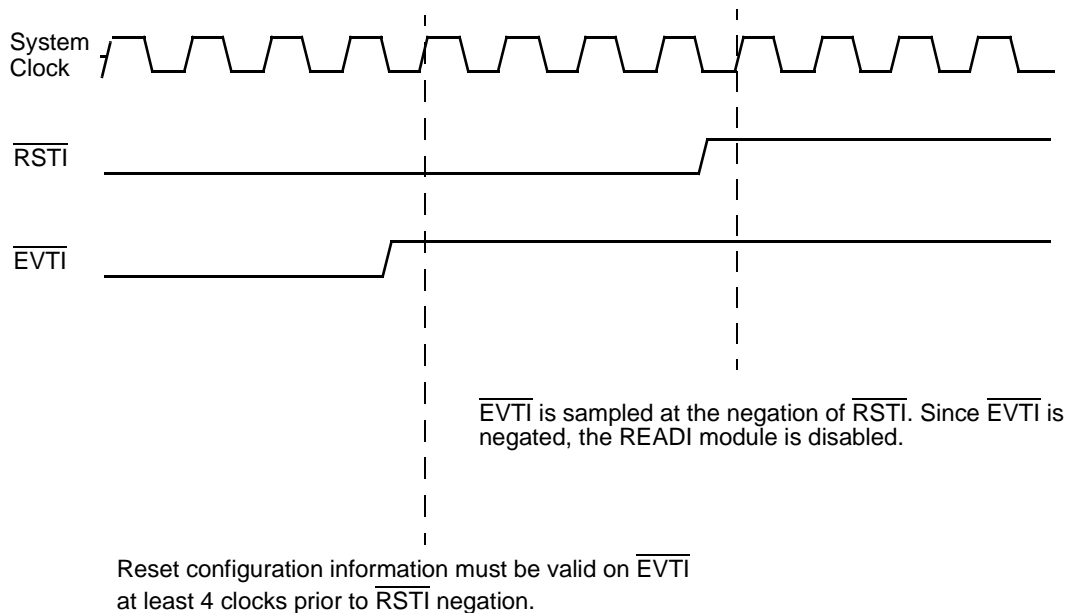 System
Clock
RSTI
EVTI
EVTI is sampled at the negation of RSTI. Since EVTI is
negated, the READI module is disabled.
Reset configuration information must be valid on EVTI
at least 4 clocks prior to RSTI negation.